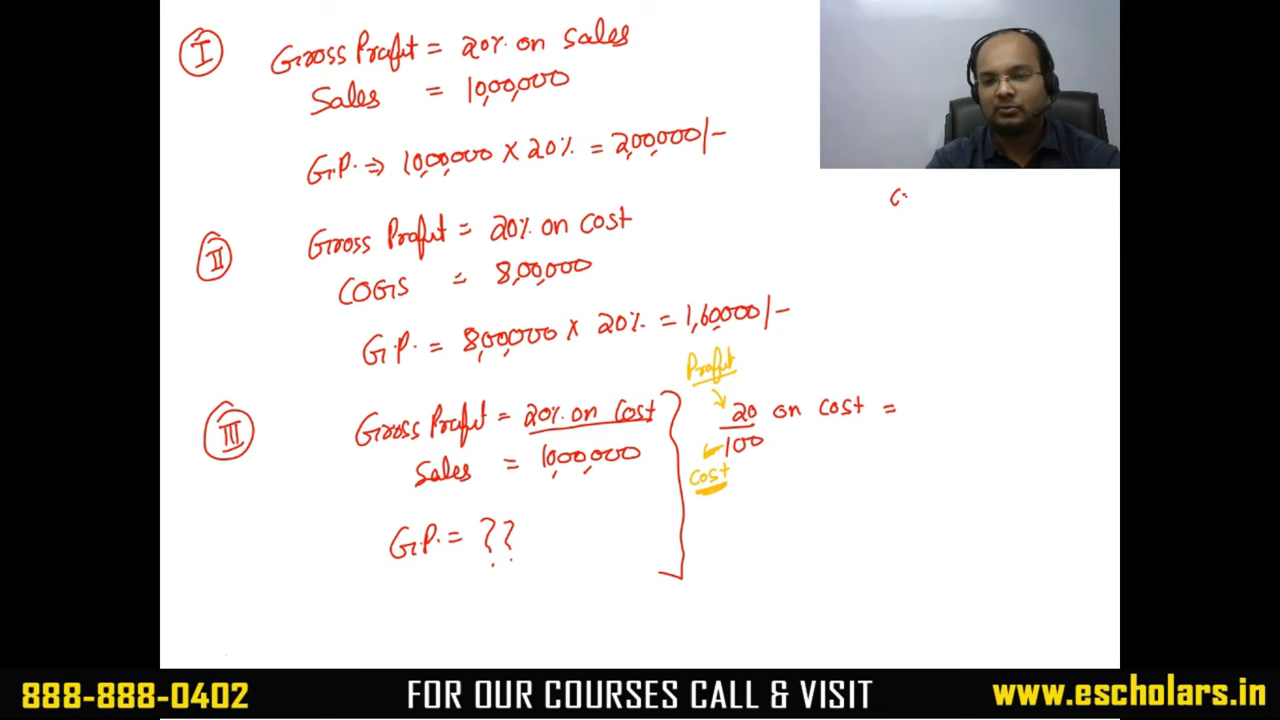 I
Gross Profit = 20% on sales
Sales = 10,00,000
G.P. ⇒ 10,00,000 x 20% = 2,00,000/-
II
Gross Profit = 20% on cost
COGS = 8,00,000
G.P. = 8,00,000 x 20% = 1,60,000/-
III
Gross Profit = 20% on Cost
Sales = 10,00,000
G.P. = ??
Profit
20/100 on cost =
Cost
888-888-0402
FOR OUR COURSES CALL & VISIT
www.escholars.in